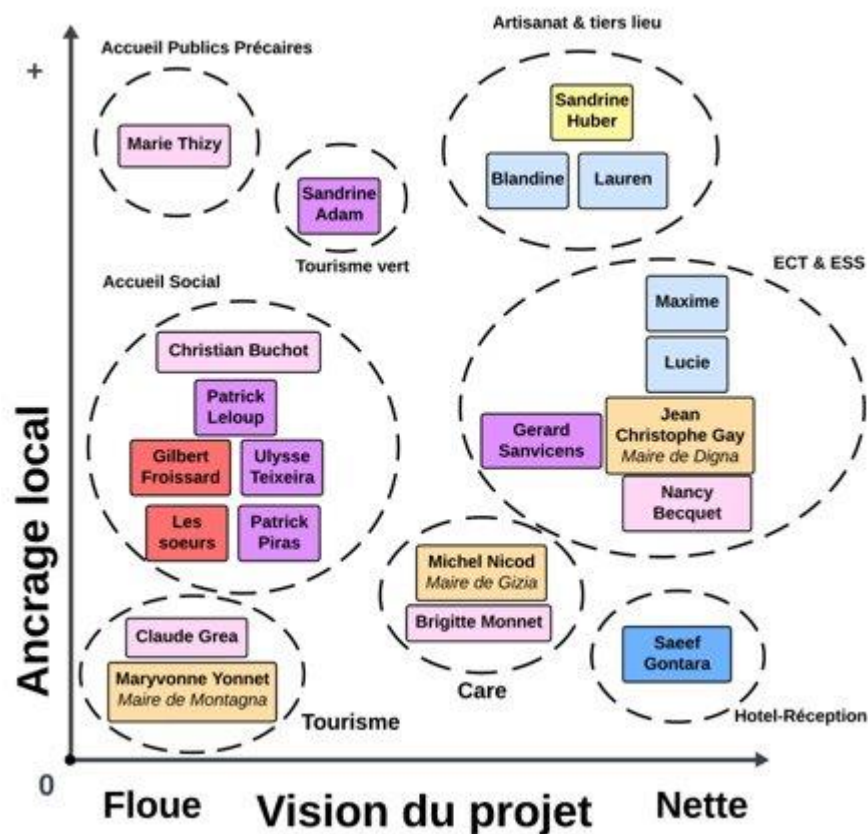 Artisanat & tiers lieu
Accueil Publics Précaires
+
Sandrine
Huber
Marie Thizy
Blandine
Lauren
Sandrine
Adam
Tourisme vert
ECT & ESS
Accueil Social
Maxime
Christian Buchot
Lucie
Patrick
Leloup
Jean
Christophe Gay
Maire de Digna
Gerard
Sanvicens
Gilbert
Froissard
Ulysse
Teixeira
Nancy
Becquet
Les
soeurs
Patrick
Piras
Michel Nicod
Maire de Gizia
Brigitte Monnet
Claude Grea
Saeef
Gontara
Maryvonne Yonnet
Maire de Montagna
Care
Tourisme
Hotel-Réception
Ancrage local
0
Floue
Vision du projet
Nette